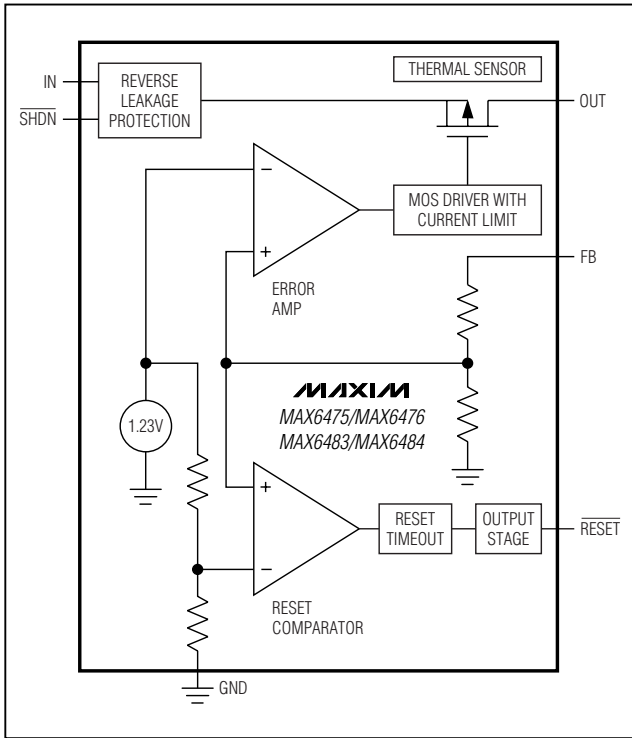 THERMAL SENSOR
IN
SHDN
REVERSE
LEAKAGE
PROTECTION
OUT
−
+
ERROR
AMP
MOS DRIVER WITH
CURRENT LIMIT
FB
MAXIM
MAX6475/MAX6476
MAX6483/MAX6484
1.23V
+
−
RESET
COMPARATOR
RESET
TIMEOUT
OUTPUT
STAGE
RESET
GND